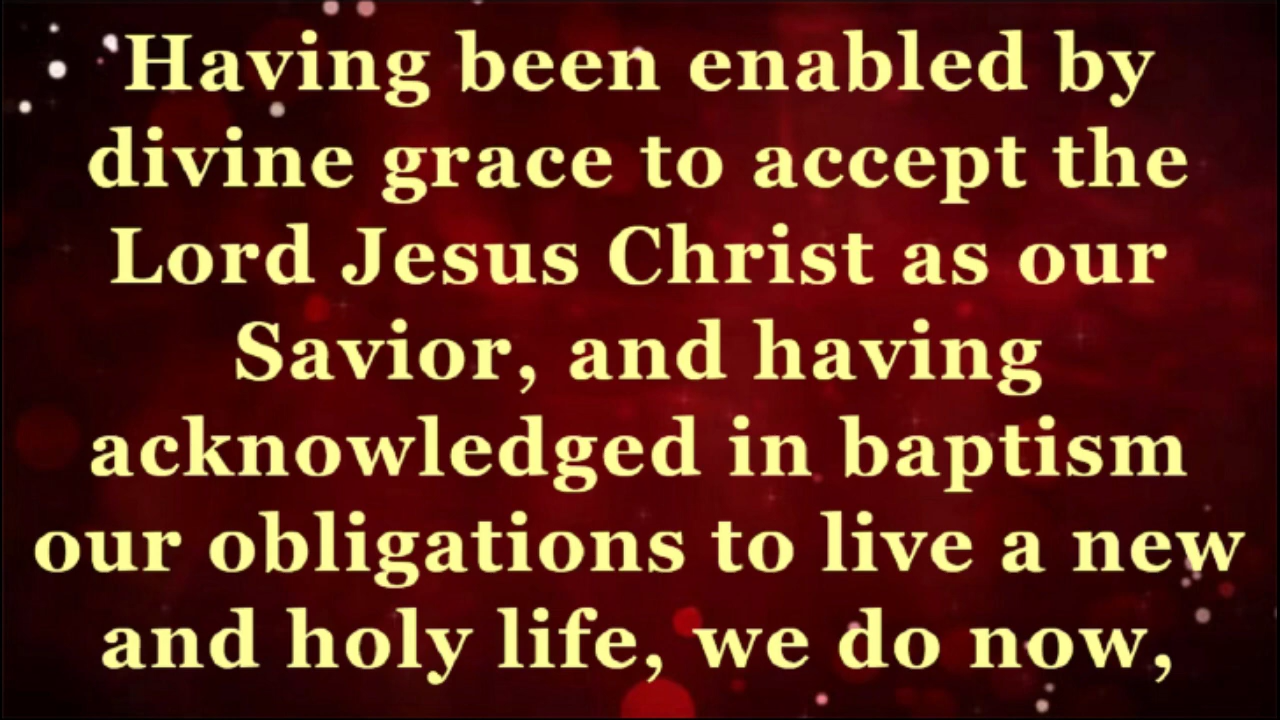 Having been enabled by
divine grace to accept the
Lord Jesus Christ as our
Savior, and having
acknowledged in baptism
our obligations to live a new
and holy life, we do now,